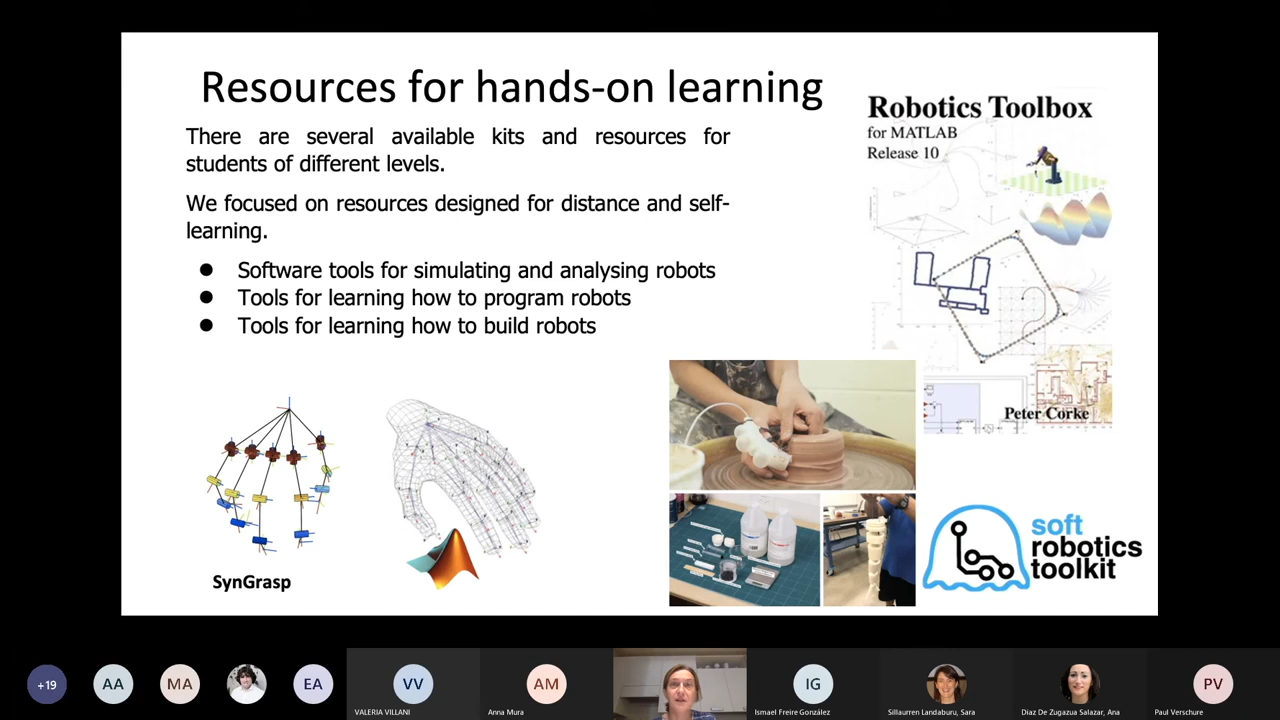 Resources for hands-on learning
There are several available kits and resources for
students of different levels.
We focused on resources designed for distance and self-
learning.
● Software tools for simulating and analysing robots
● Tools for learning how to program robots
● Tools for learning how to build robots
Robotics Toolbox
for MATLAB
Release 10
Peter Corke
SynGrasp
soft
robotics
toolkit
+19
AA
MA
EA
VV
VALERIA VILLANI
AM
Anna Mura
IG
Ismael Freire González
Sillaurren Landaburu, Sara
Díaz De Zugazua Salazar, Ana
PV
Paul Verschure